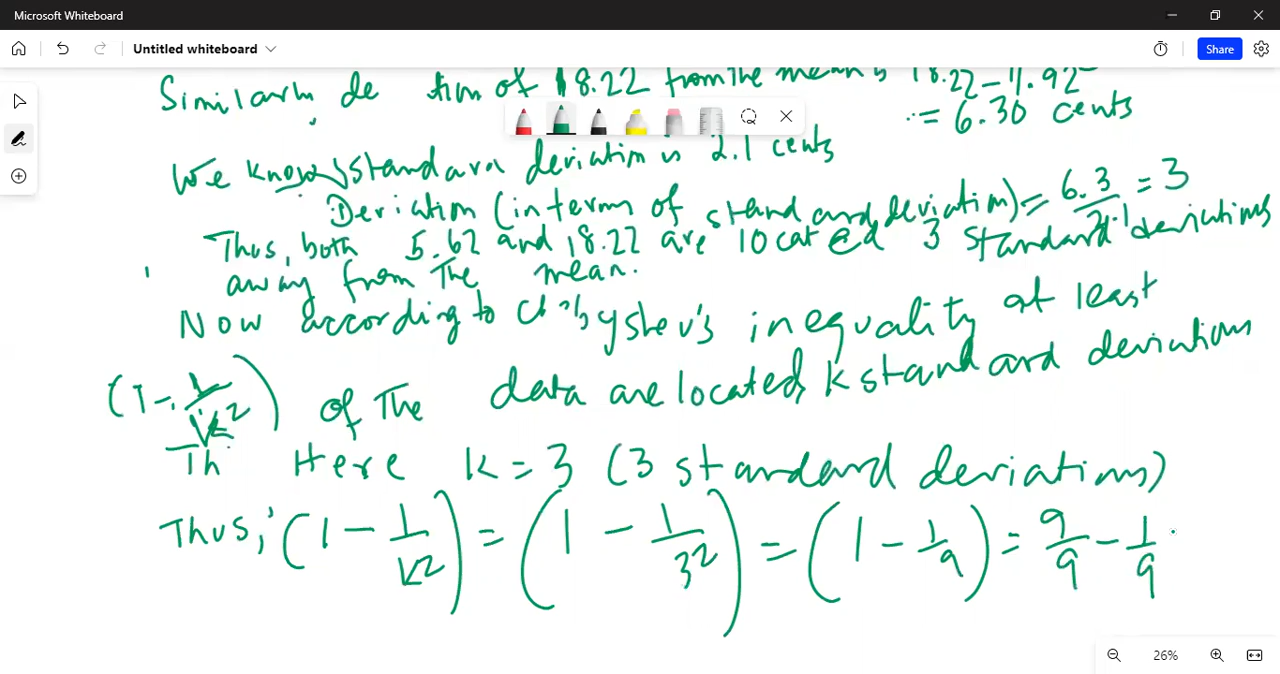 Microsoft Whiteboard
Untitled whiteboard
Share
Similarly de tion of 18.22 from the mean is 18.22 - 11.92
= 6.30 cents
We know standard deviation is 2.1 cents
Deviation (in terms of standard deviation) = 6.3/2.1 = 3
Thus, both 5.62 and 18.22 are located 3 standard deviations
away from the mean.
Now according to Chebyshev's inequality at least
(1 - 1/k²) of the data are located k standard deviations
Th Here k = 3 (3 standard deviations)
Thus, (1 - 1/k²) = (1 - 1/3²) = (1 - 1/9) = 9/9 - 1/9
26%